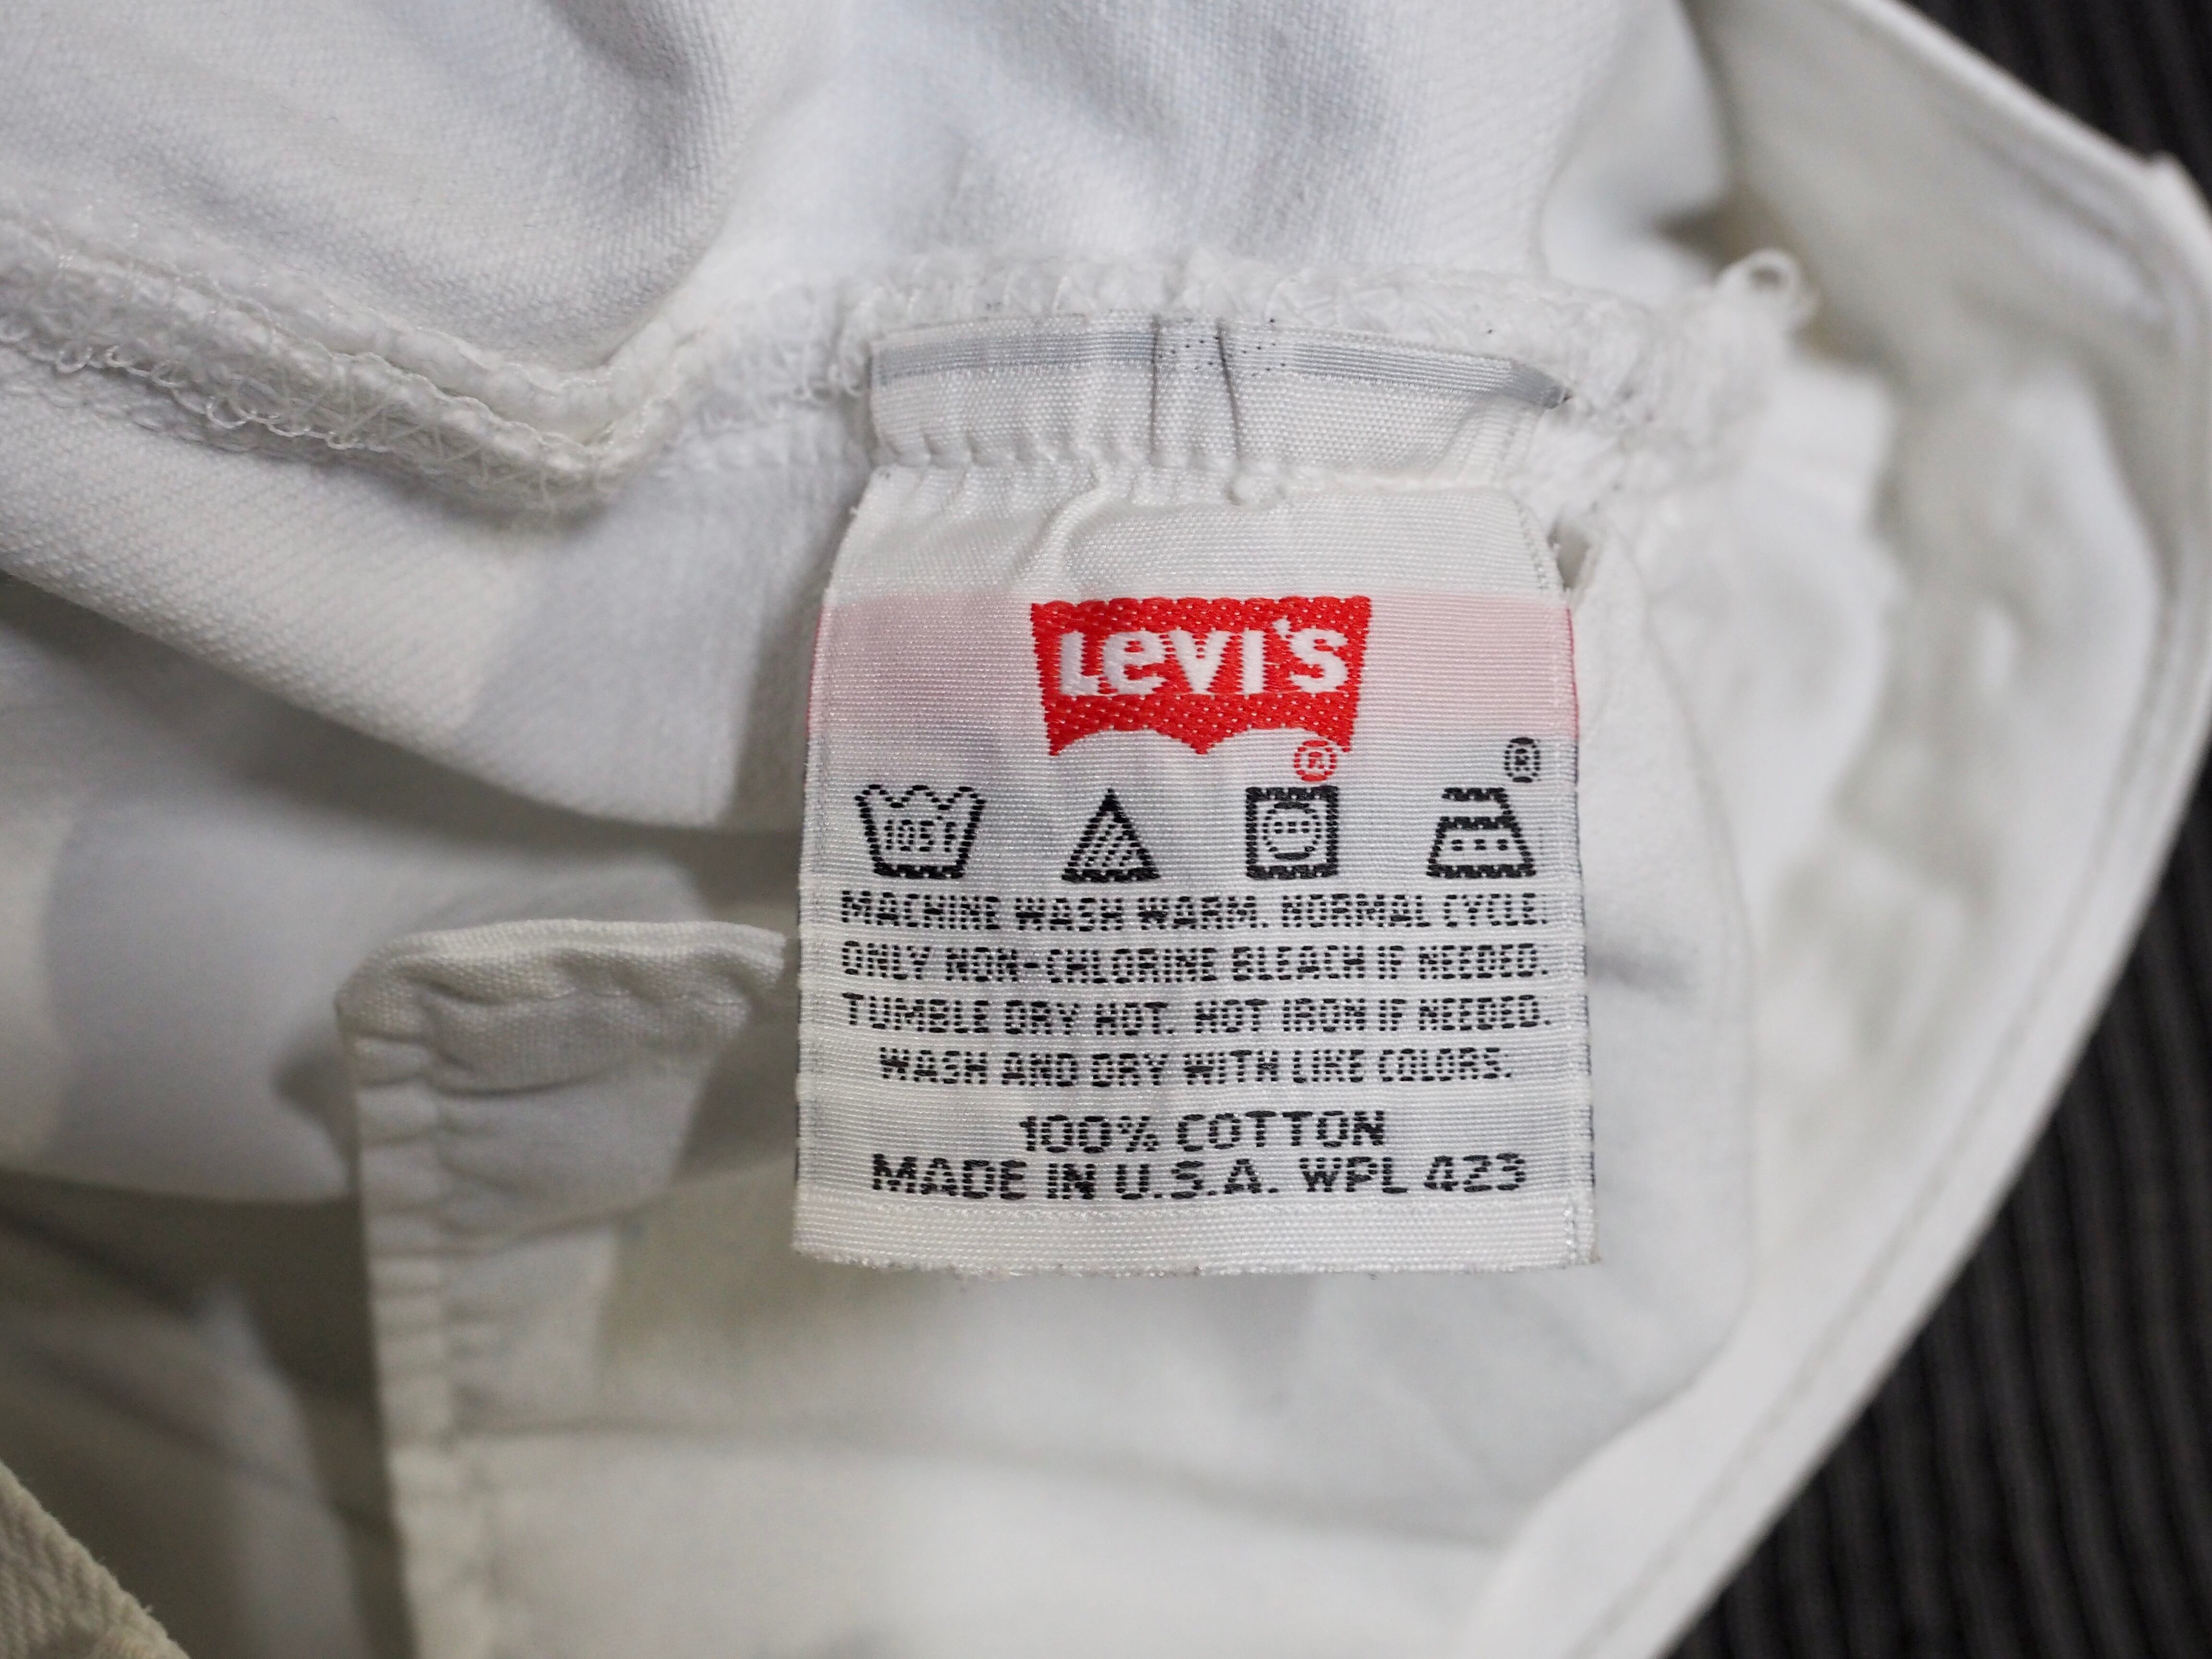 LEVI'S
®
®
105F
MACHINE WASH WARM. NORMAL CYCLE.
ONLY NON-CHLORINE BLEACH IF NEEDED.
TUMBLE DRY HOT. HOT IRON IF NEEDED.
WASH AND DRY WITH LIKE COLORS.
100% COTTON
MADE IN U.S.A. WPL 423